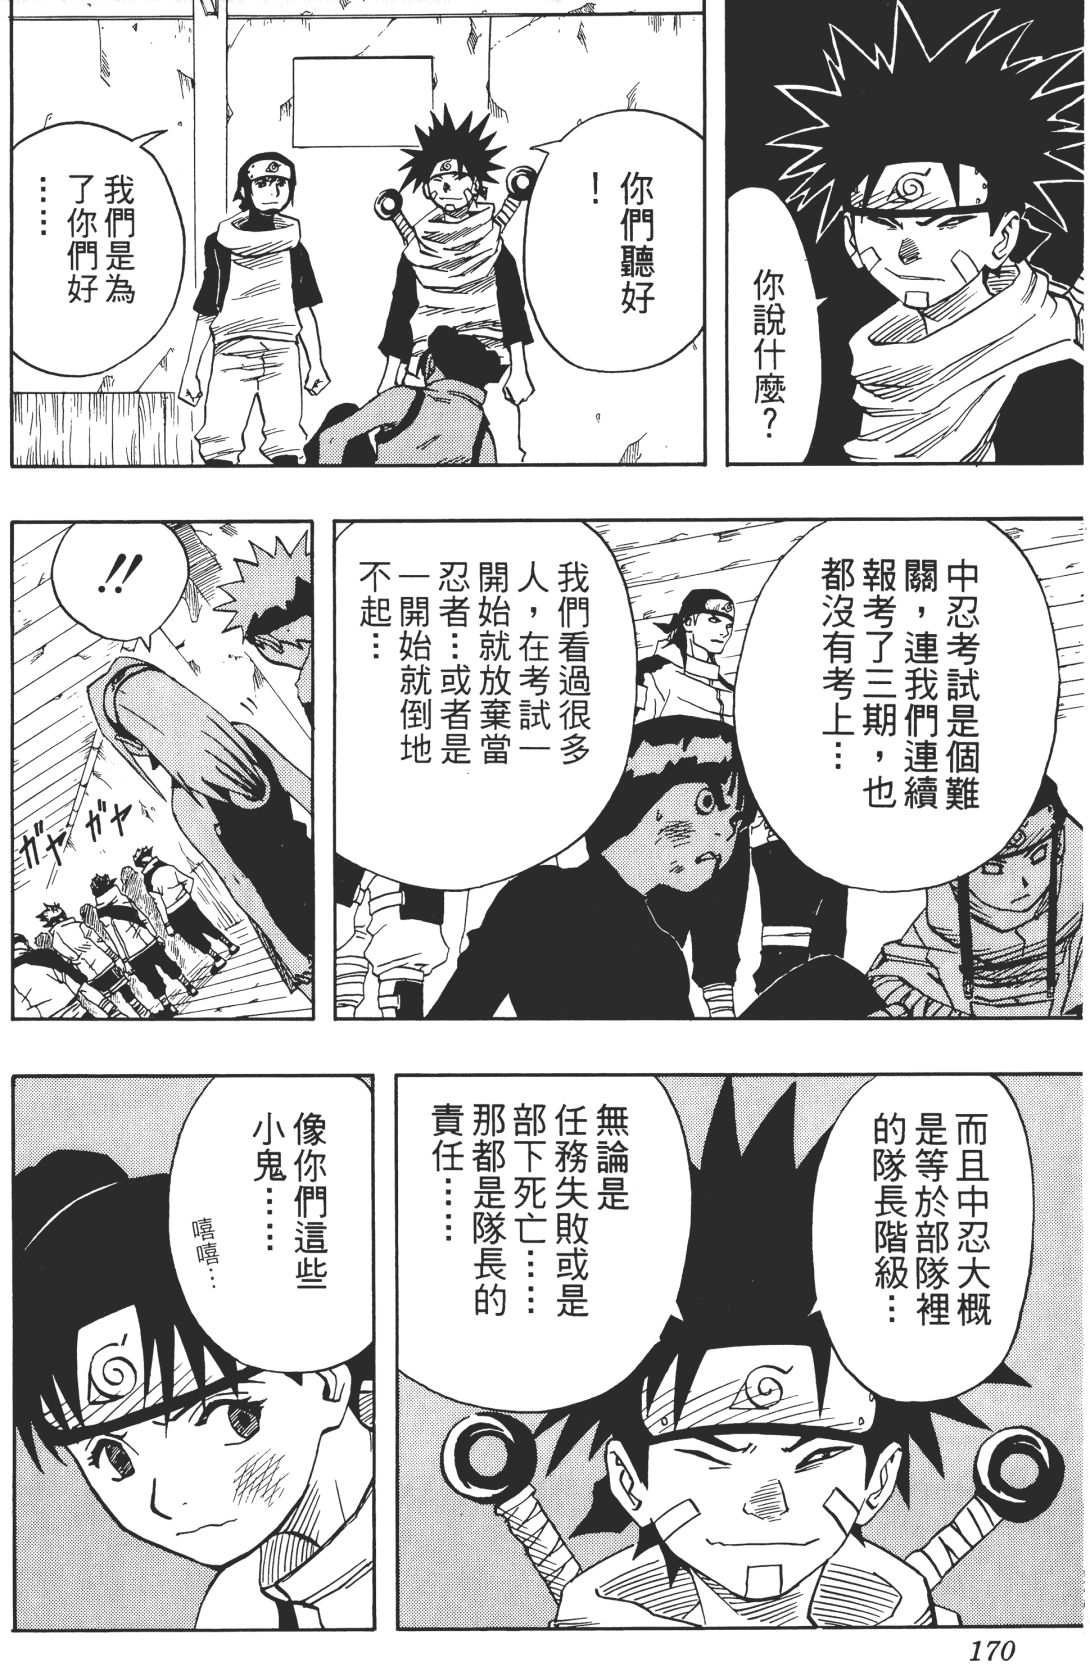 你說什麼？
你們聽好
！
我們是為
了你們好
……
中忍考試是個難
關，連我們連續
報考了三期，也
都沒有考上…
我們看過很多
人，在考試一
開始就放棄當
忍者…或者是
一開始就倒地
不起…
!!
ガヤ
ガヤ
而且中忍大概
是等於部隊裡
的隊長階級…
無論是
任務失敗或是
部下死亡……
那都是隊長的
責任……
像你們這些
小鬼……
嘻嘻…
170